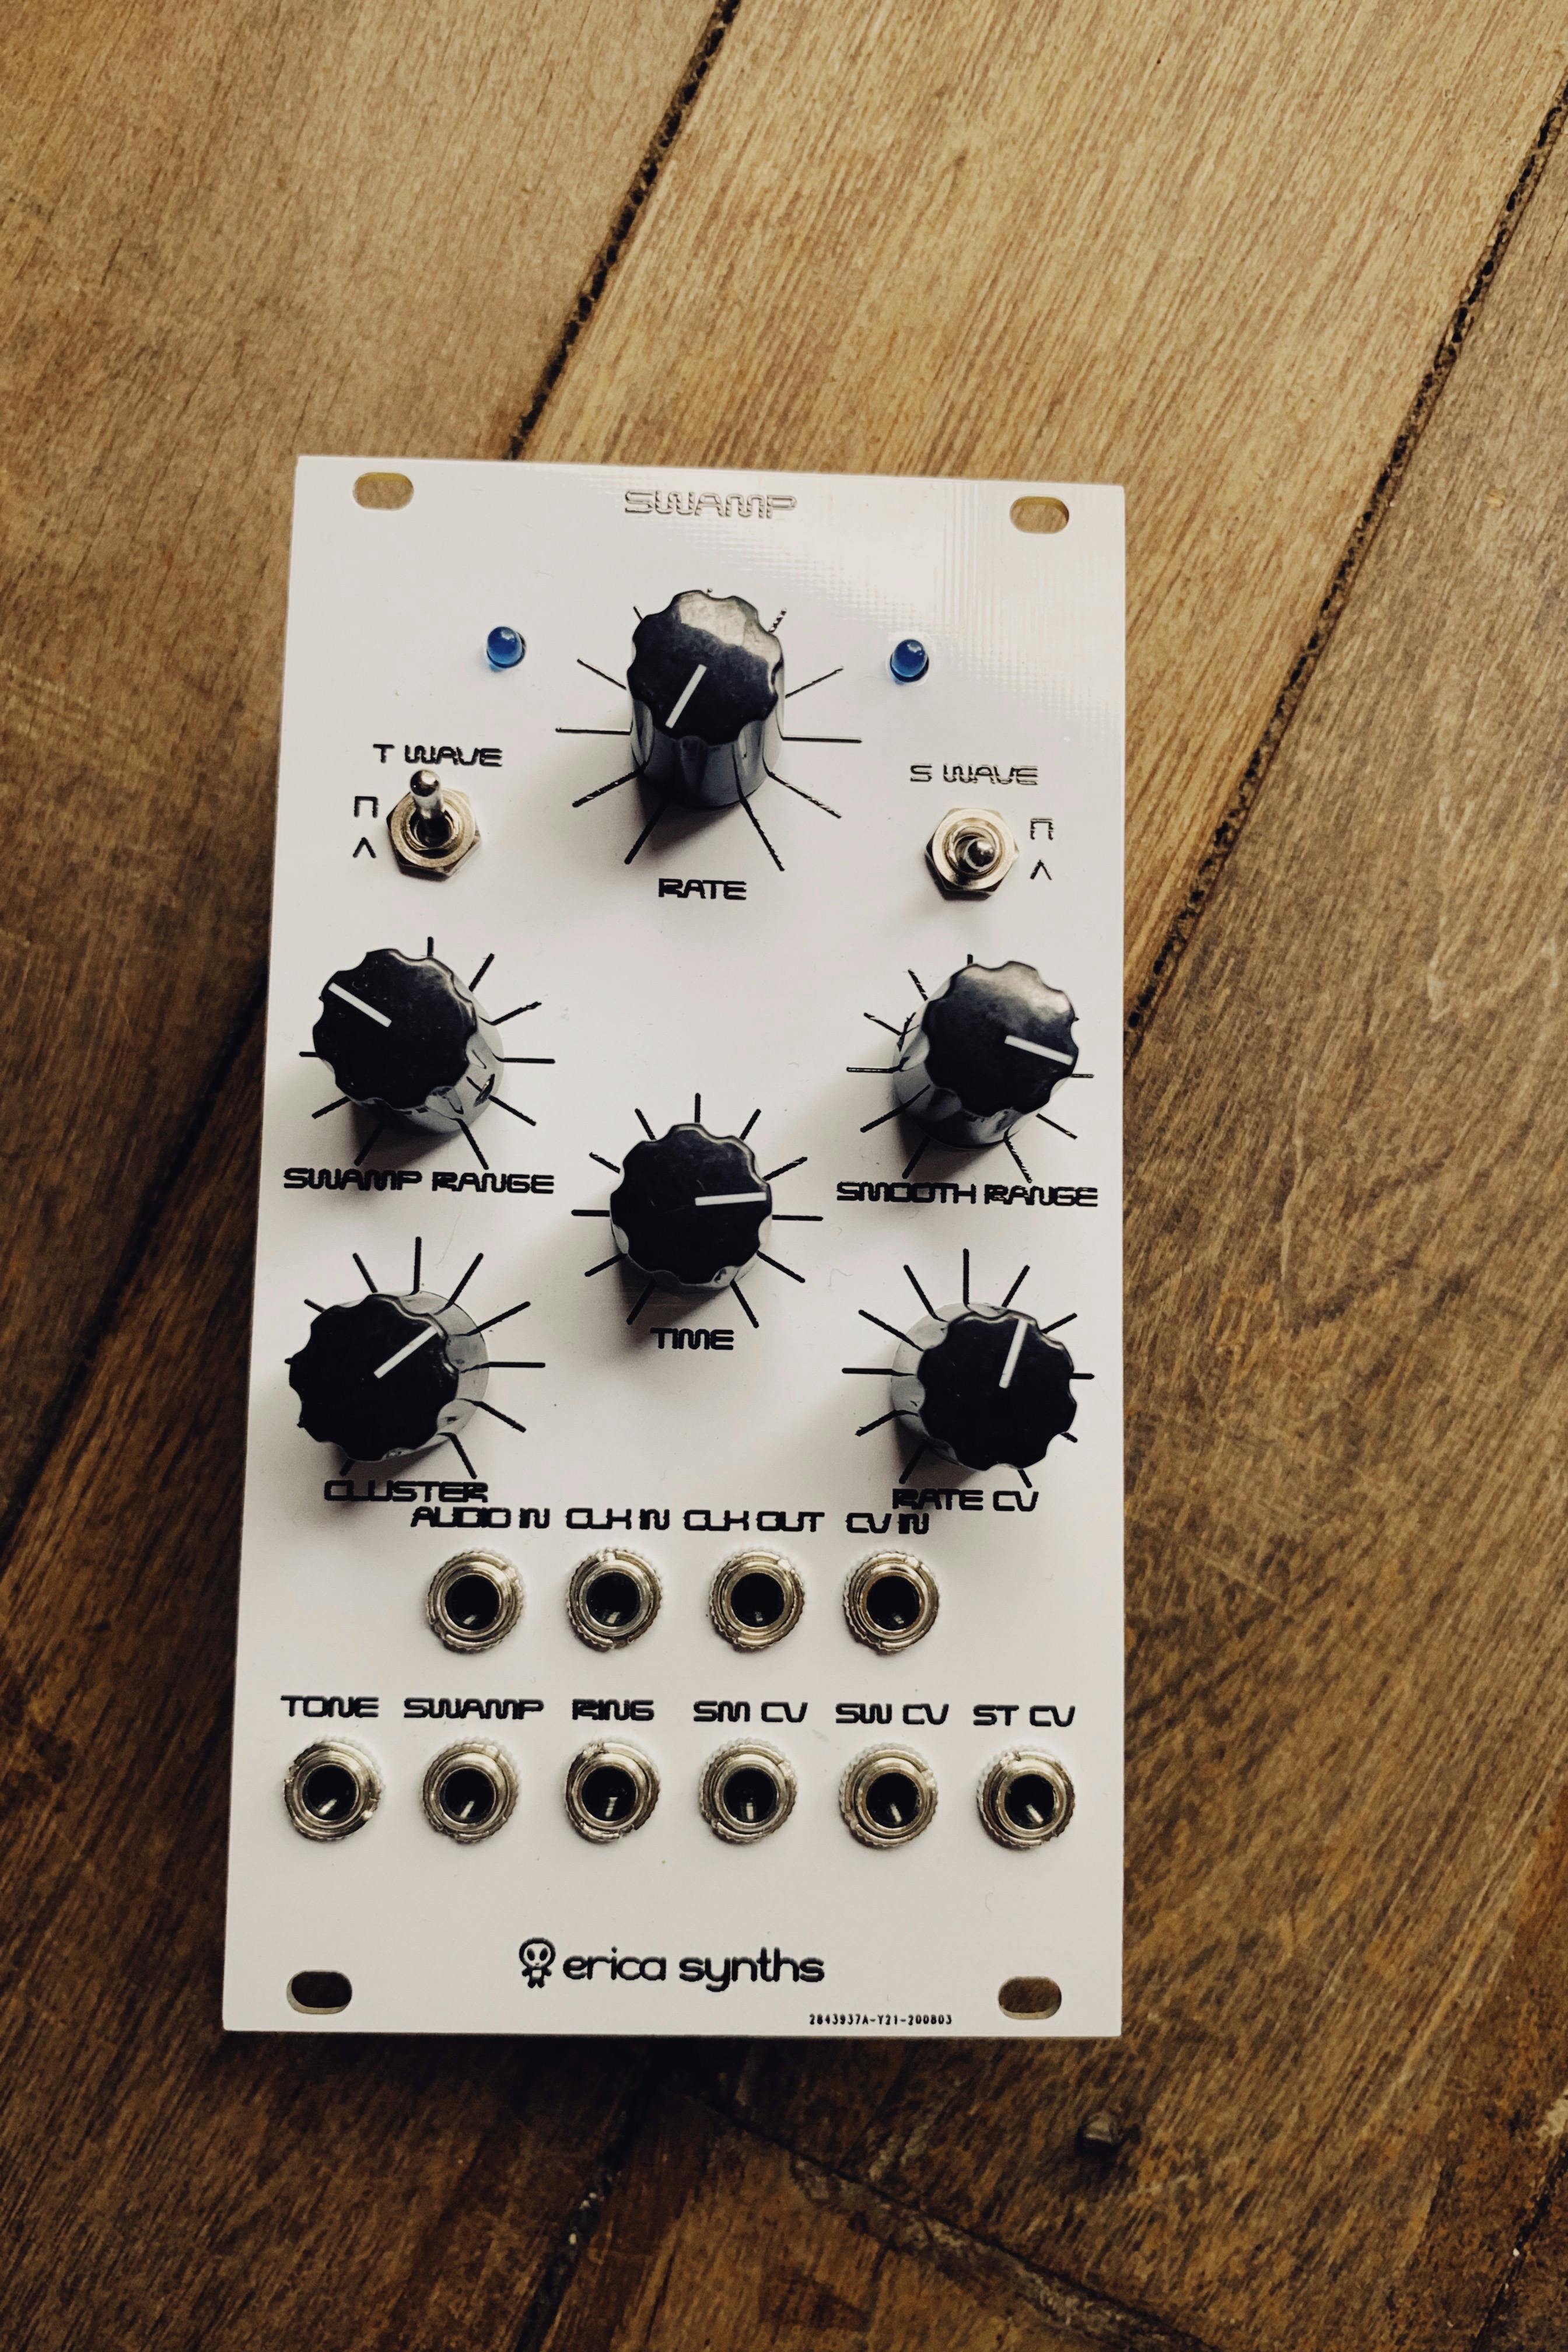 SWAMP
T WAVE
S WAVE
RATE
SWAMP RANGE
SMOOTH RANGE
TIME
CLUSTER
RATE CV
AUDIO IN CLK IN CLK OUT CV IN
TONE SWAMP RING SM CV SW CV ST CV
erica synths
2843937A-Y21-200803